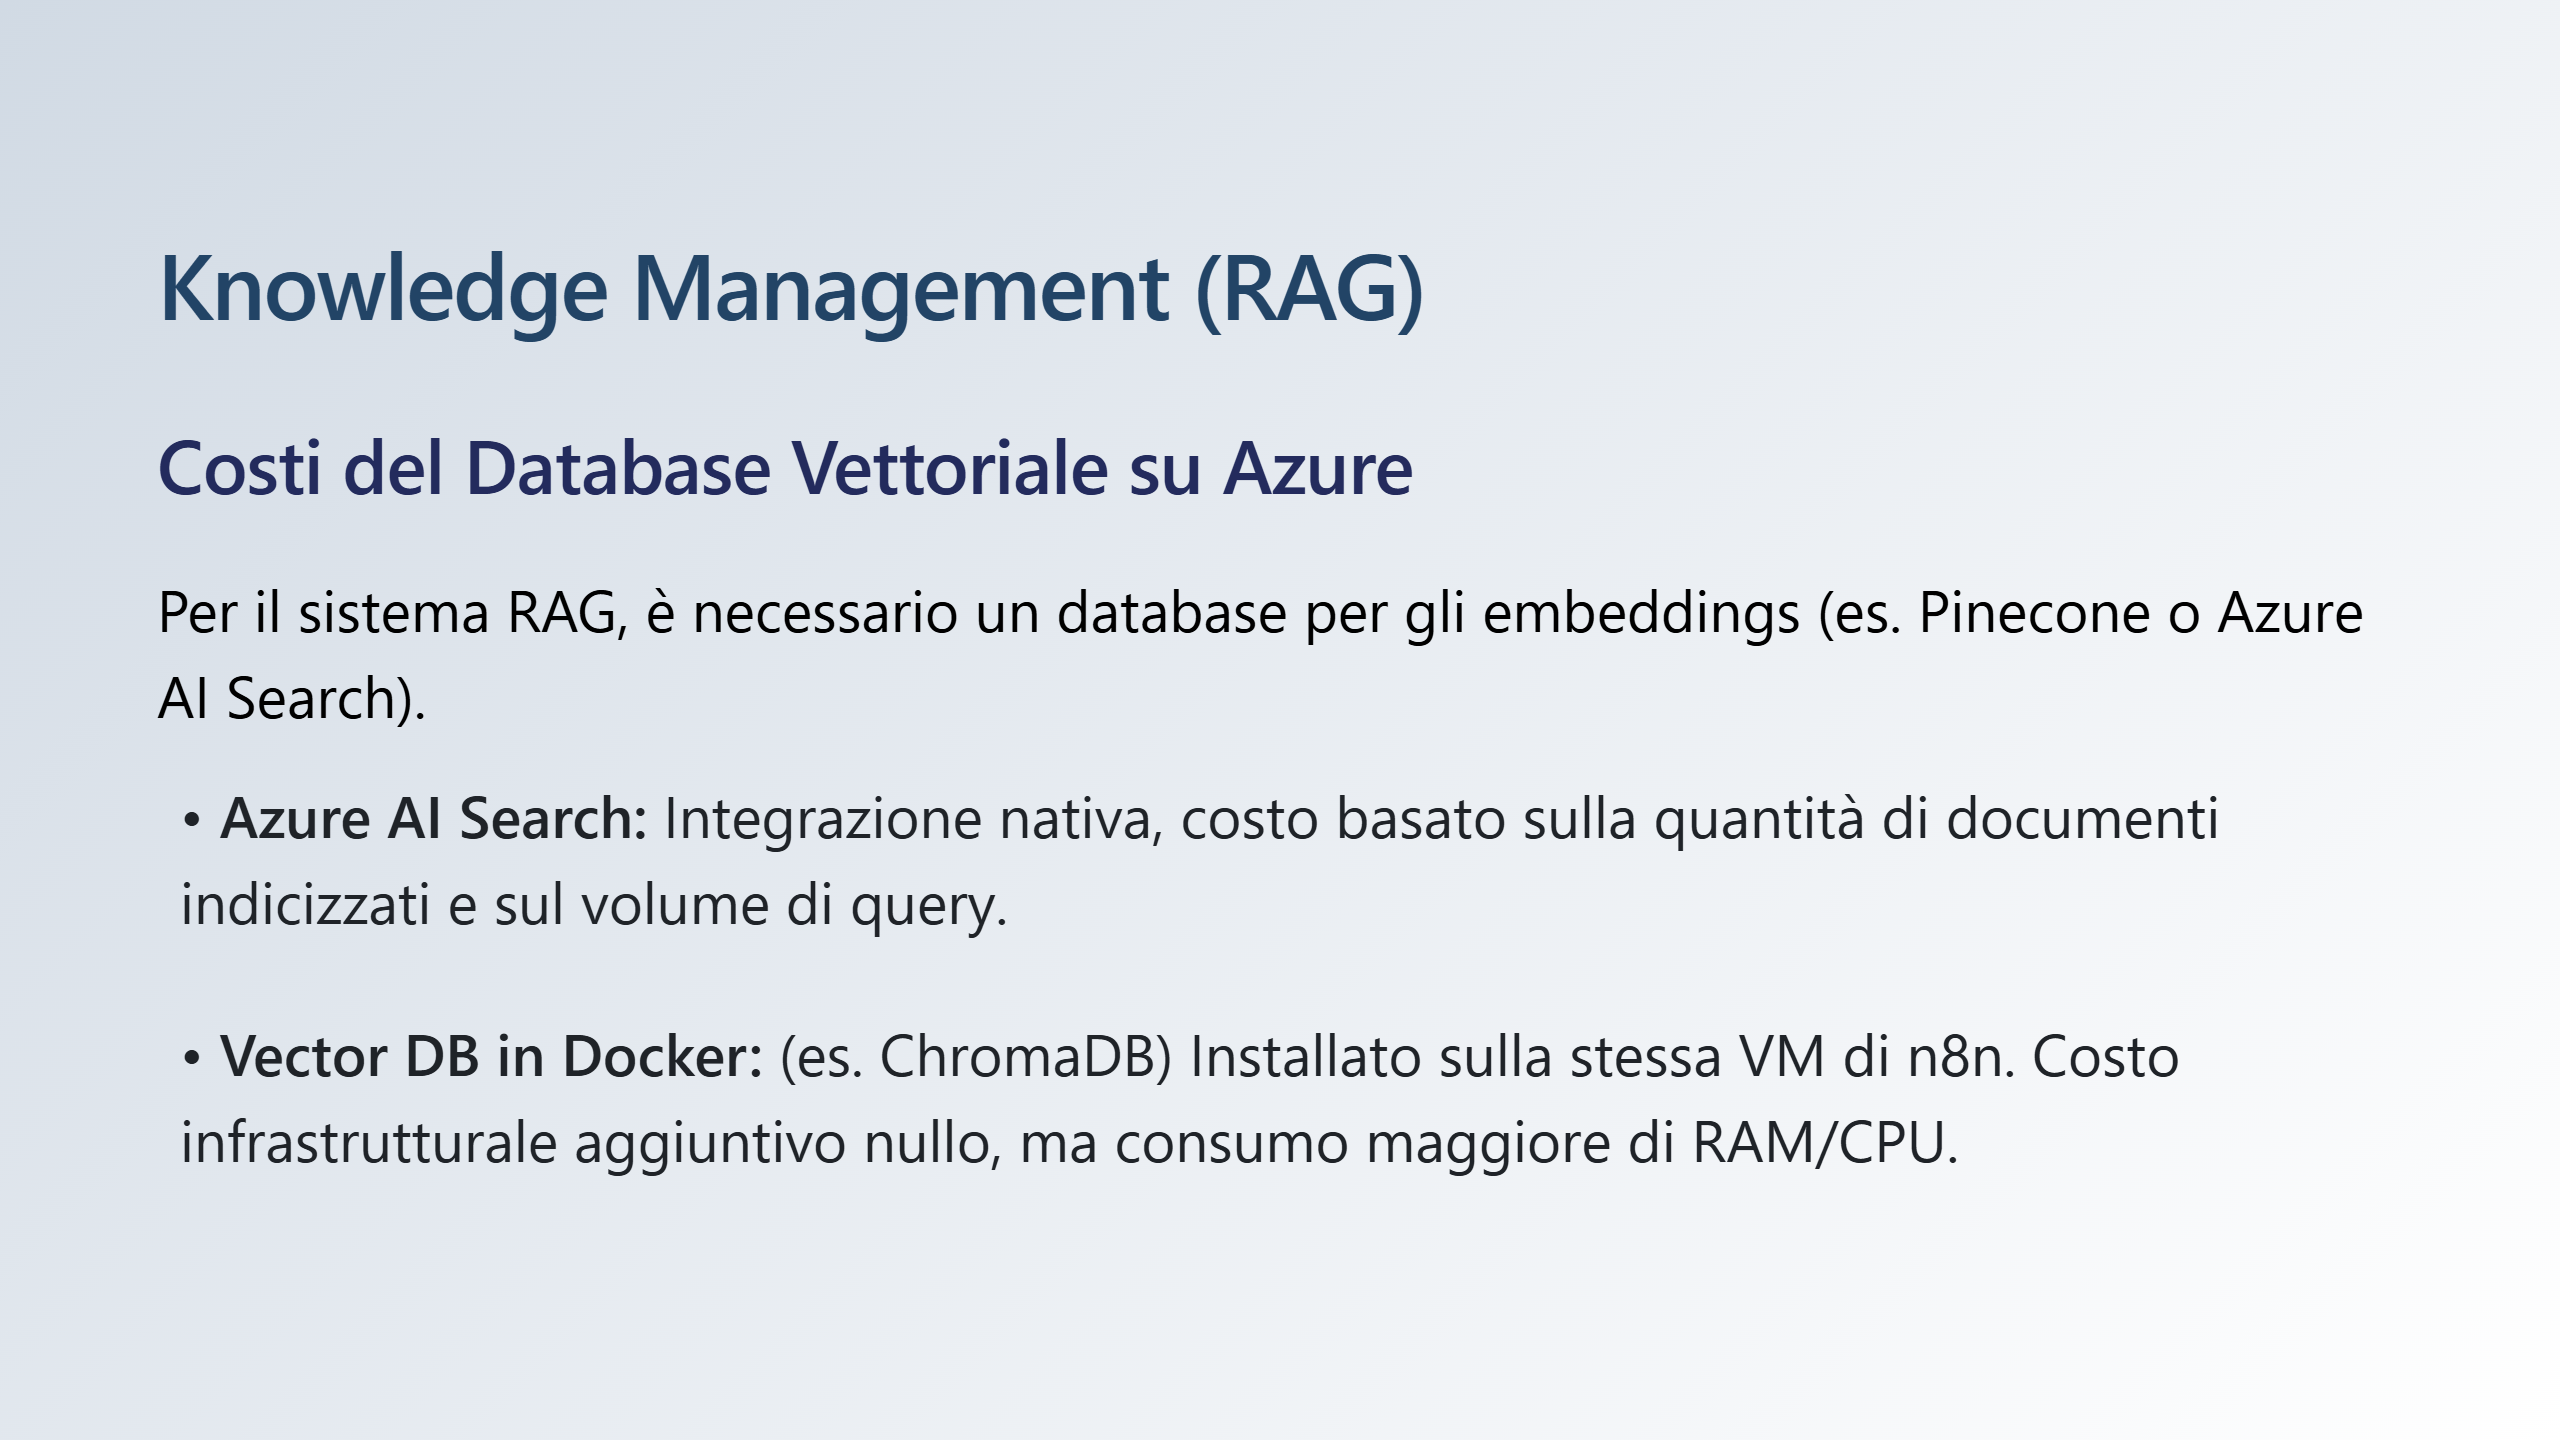 Knowledge Management (RAG)
Costi del Database Vettoriale su Azure
Per il sistema RAG, è necessario un database per gli embeddings (es. Pinecone o Azure
AI Search).
• Azure AI Search: Integrazione nativa, costo basato sulla quantità di documenti
indicizzati e sul volume di query.
• Vector DB in Docker: (es. ChromaDB) Installato sulla stessa VM di n8n. Costo
infrastrutturale aggiuntivo nullo, ma consumo maggiore di RAM/CPU.